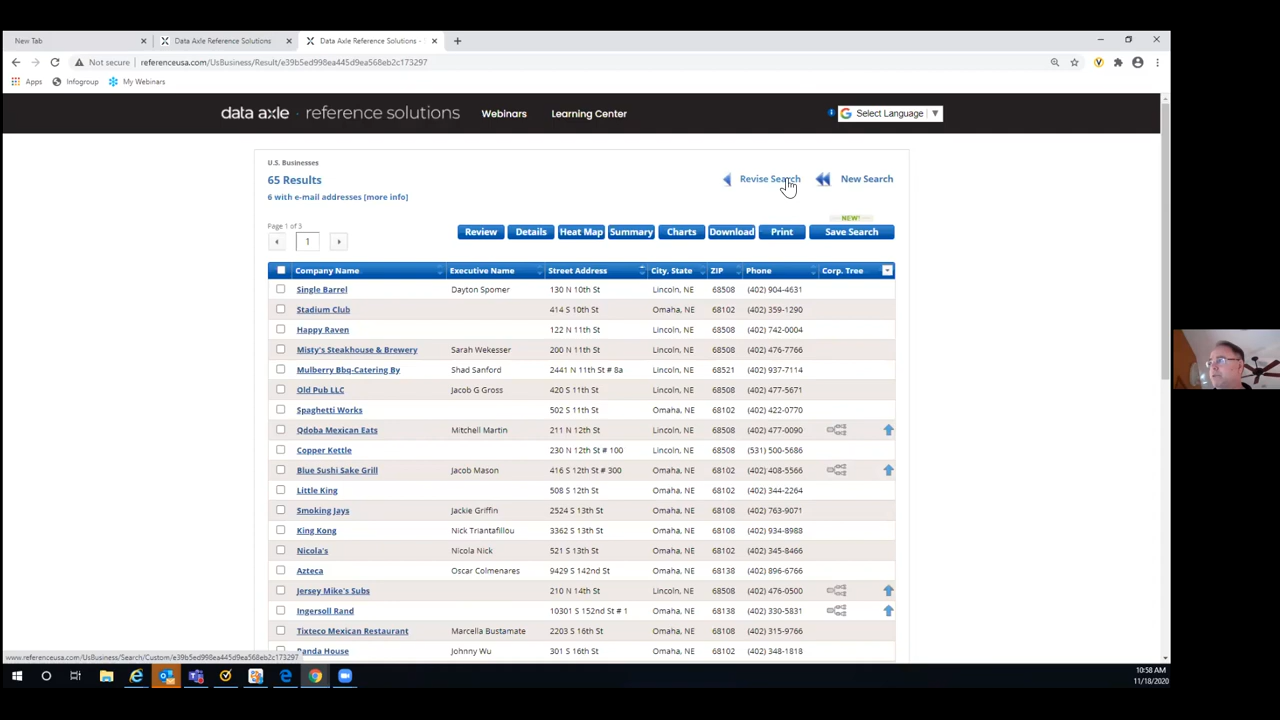 New Tab
Data Axle Reference Solutions
Data Axle Reference Solutions -
Not secure | referenceusa.com/UsBusiness/Result/e39b5ed998ea445d9ea568eb2c173297
Apps Infogroup My Webinars
data axle · reference solutions Webinars Learning Center Select Language
U.S. Businesses
65 Results Revise Search New Search
6 with e-mail addresses [more info]
NEW!
Page 1 of 3
1 Review Details Heat Map Summary Charts Download Print Save Search
Company Name Executive Name Street Address City, State ZIP Phone Corp. Tree
Single Barrel Dayton Spomer 130 N 10th St Lincoln, NE 68508 (402) 904-4631
Stadium Club 414 S 10th St Omaha, NE 68102 (402) 359-1290
Happy Raven 122 N 11th St Lincoln, NE 68508 (402) 742-0004
Misty's Steakhouse & Brewery Sarah Wekesser 200 N 11th St Lincoln, NE 68508 (402) 476-7766
Mulberry Bbq-Catering By Shad Sanford 2441 N 11th St # 8a Lincoln, NE 68521 (402) 937-7114
Old Pub LLC Jacob G Gross 420 S 11th St Lincoln, NE 68508 (402) 477-5671
Spaghetti Works 502 S 11th St Omaha, NE 68102 (402) 422-0770
Qdoba Mexican Eats Mitchell Martin 211 N 12th St Lincoln, NE 68508 (402) 477-0090
Copper Kettle 230 N 12th St # 100 Lincoln, NE 68508 (531) 500-5686
Blue Sushi Sake Grill Jacob Mason 416 S 12th St # 300 Omaha, NE 68102 (402) 408-5566
Little King 508 S 12th St Omaha, NE 68102 (402) 344-2264
Smoking Jays Jackie Griffin 2524 S 13th St Omaha, NE 68108 (402) 763-9071
King Kong Nick Triantafillou 3362 S 13th St Omaha, NE 68108 (402) 934-8988
Nicola's Nicola Nick 521 S 13th St Omaha, NE 68102 (402) 345-8466
Azteca Oscar Colmenares 9429 S 142nd St Omaha, NE 68138 (402) 896-6766
Jersey Mike's Subs 210 N 14th St Lincoln, NE 68508 (402) 476-0500
Ingersoll Rand 10301 S 152nd St # 1 Omaha, NE 68138 (402) 330-5831
Tixteco Mexican Restaurant Marcella Bustamate 2203 S 16th St Omaha, NE 68108 (402) 315-9766
Panda House Johnny Wu 301 S 16th St Omaha, NE 68102 (402) 348-1818
www.referenceusa.com/UsBusiness/Search/Custom/e39b5ed998ea445d9ea568eb2c173297
10:58 AM
11/18/2020